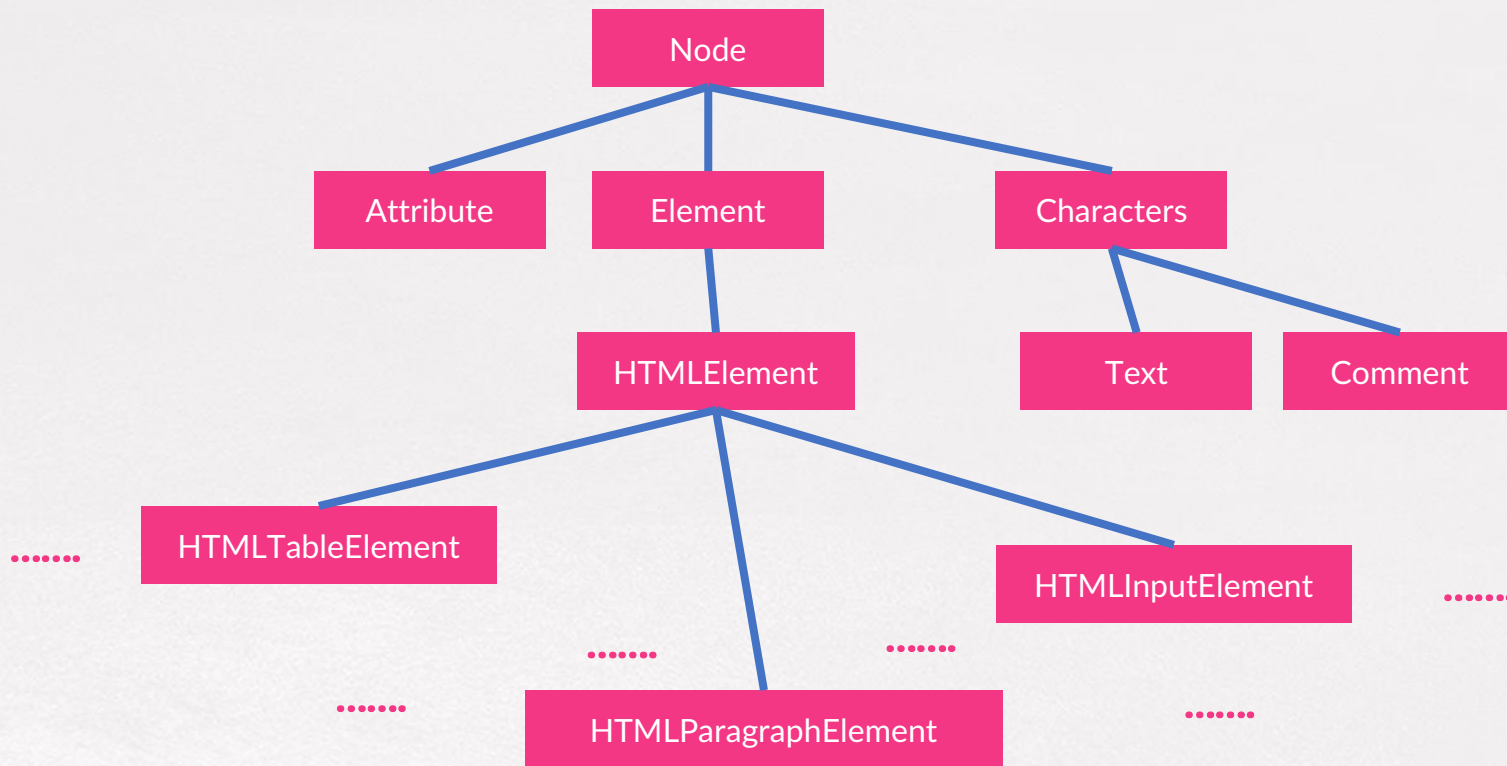 Node
Attribute
Element
Characters
HTMLElement
Text
Comment
HTMLTableElement
HTMLInputElement
HTMLParagraphElement